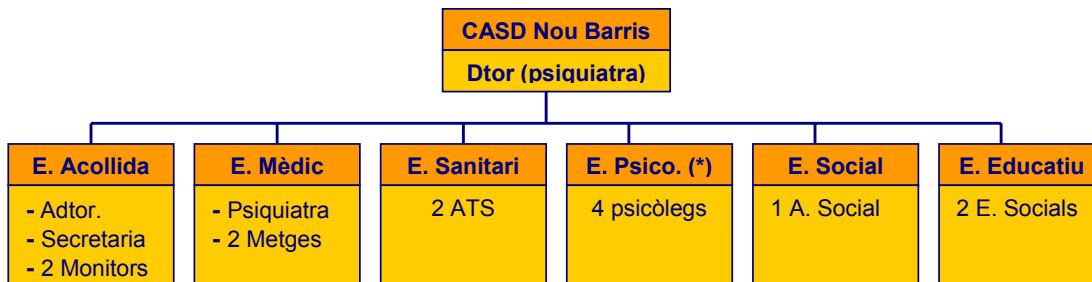 CASD Nou Barris
Dtor (psiquiatra)
E. Acollida
- Adtor.
- Secretaria
- 2 Monitors
E. Mèdic
- Psiquiatra
- 2 Metges
E. Sanitari
2 ATS
E. Psico. (*)
4 psicòlegs
E. Social
1 A. Social
E. Educatiu
2 E. Socials